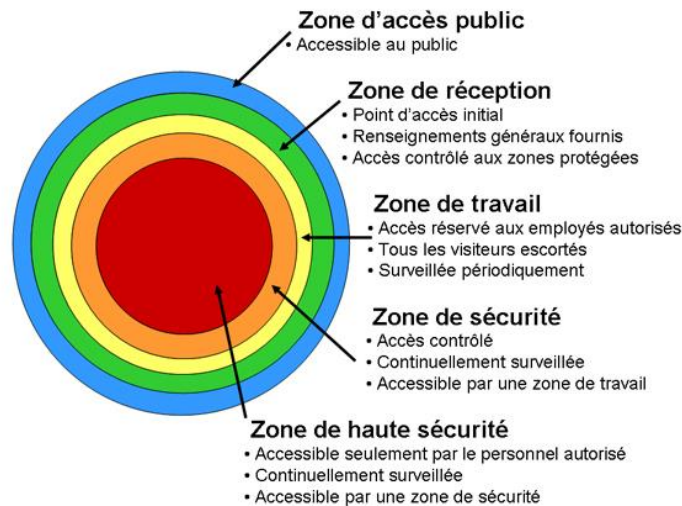 Zone d'accès public
• Accessible au public
Zone de réception
• Point d'accès initial
• Renseignements généraux fournis
• Accès contrôlé aux zones protégées
Zone de travail
• Accès réservé aux employés autorisés
• Tous les visiteurs escortés
• Surveillée périodiquement
Zone de sécurité
• Accès contrôlé
• Continuellement surveillée
• Accessible par une zone de travail
Zone de haute sécurité
• Accessible seulement par le personnel autorisé
• Continuellement surveillée
• Accessible par une zone de sécurité